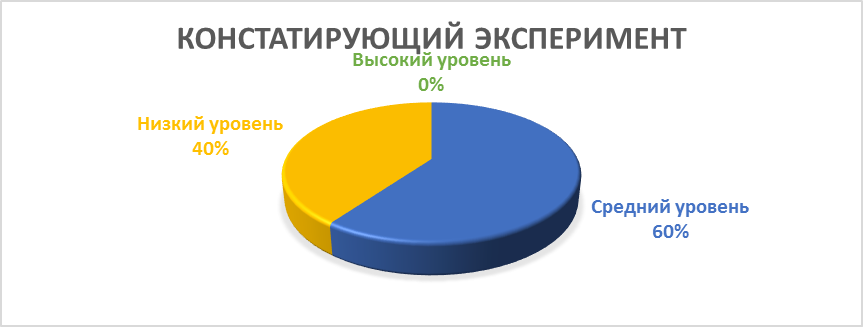 КОНСТАТИРУЮЩИЙ ЭКСПЕРИМЕНТ
Высокий уровень
0%
Низкий уровень
40%
Средний уровень
60%